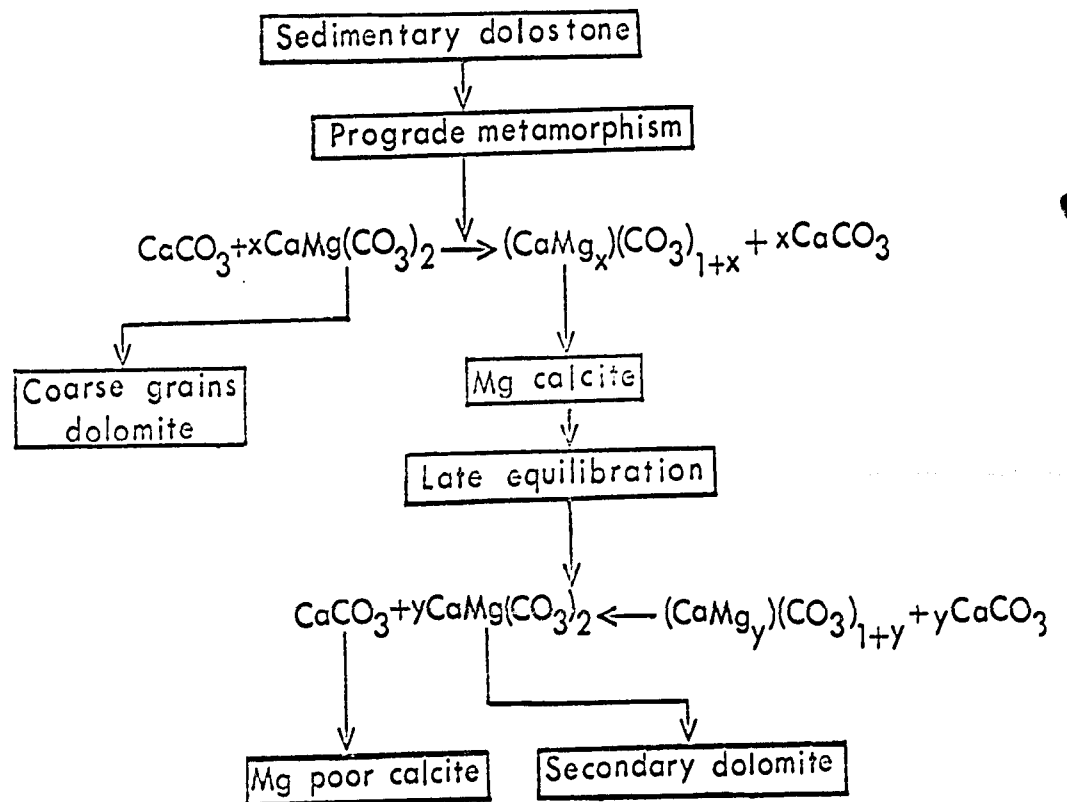 Sedimentary dolostone
Prograde metamorphism
CaCO₃+xCaMg(CO₃)₂ → (CaMgₓ)(CO₃)₁₊ₓ + xCaCO₃
Coarse grains
dolomite
Mg calcite
Late equilibration
CaCO₃+yCaMg(CO₃)₂ ← (CaMg_y)(CO₃)_{1+y} + yCaCO₃
Mg poor calcite
Secondary dolomite